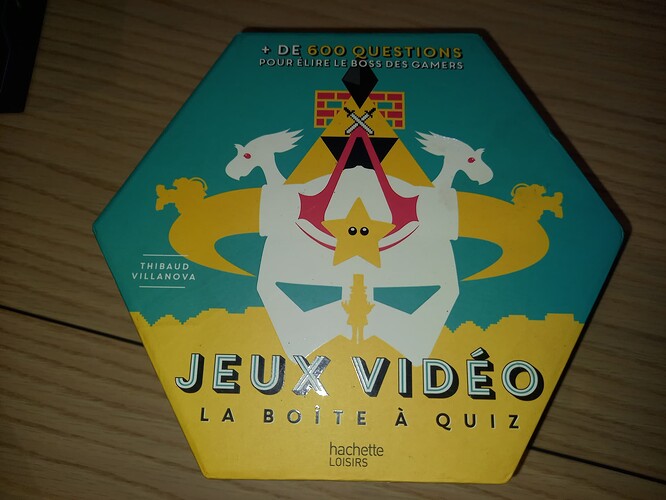 + DE 600 QUESTIONS
POUR ÉLIRE LE BOSS DES GAMERS
THIBAUD
VILLANOVA
JEUX VIDÉO
LA BOÎTE À QUIZ
hachette
LOISIRS